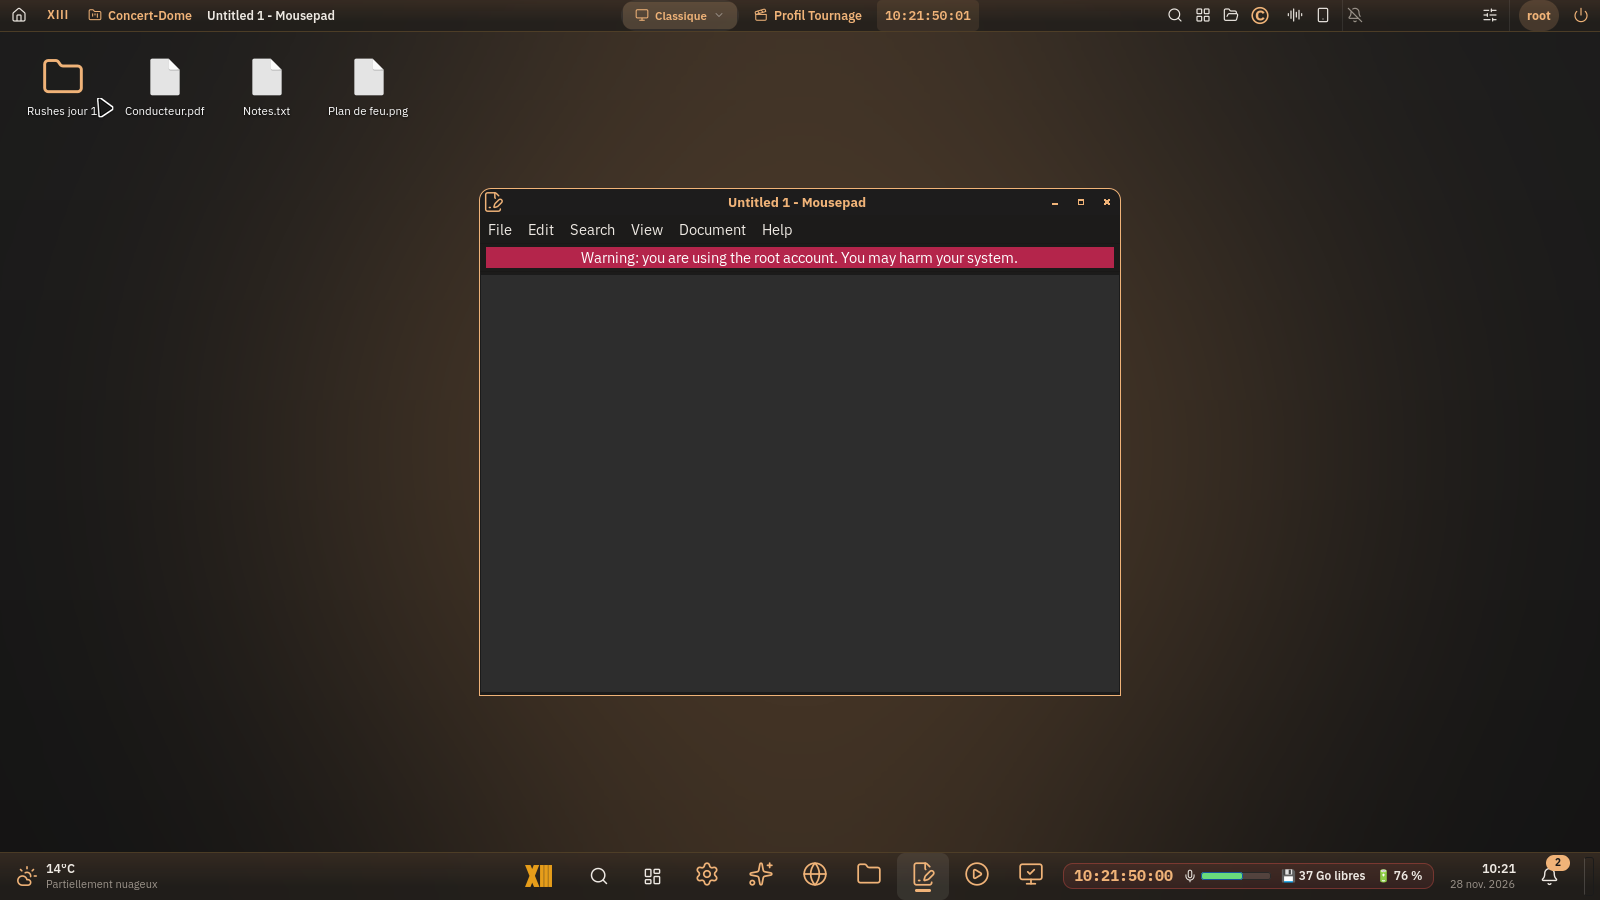 XIII Concert-Dome Untitled 1 - Mousepad Classique Profil Tournage 10:21:50:01 root
Rushes jour 1 Conducteur.pdf Notes.txt Plan de feu.png
Untitled 1 - Mousepad
File Edit Search View Document Help
Warning: you are using the root account. You may harm your system.
14°C
Partiellement nuageux
XIII
10:21:50:00 37 Go libres 76 %
10:21
28 nov. 2026
2